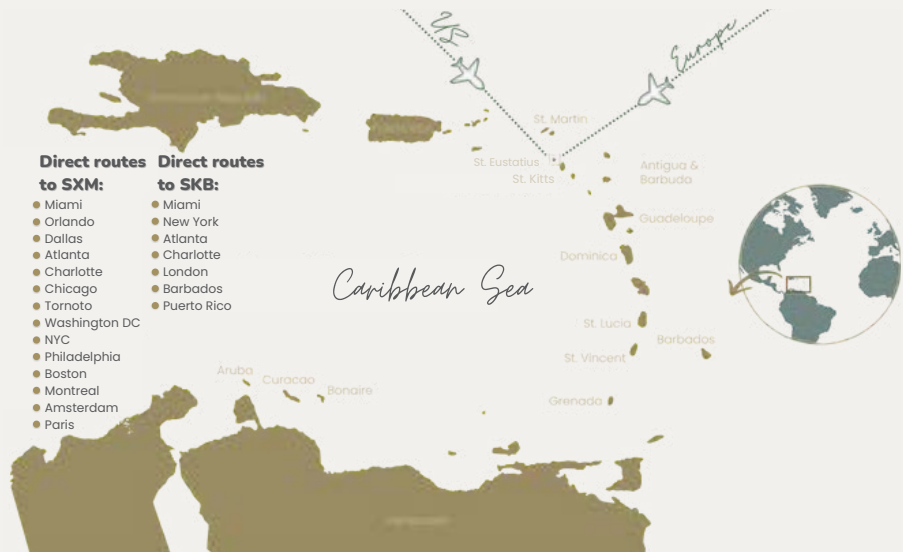 US
Europe
St. Martin
St. Eustatius
St. Kitts
Antigua &
Barbuda
Guadeloupe
Dominica
St. Lucia
Barbados
St. Vincent
Grenada
Caribbean Sea
Aruba
Curacao
Bonaire
Direct routes
to SXM:
Miami
Orlando
Dallas
Atlanta
Charlotte
Chicago
Tornoto
Washington DC
NYC
Philadelphia
Boston
Montreal
Amsterdam
Paris
Direct routes
to SKB:
Miami
New York
Atlanta
Charlotte
London
Barbados
Puerto Rico